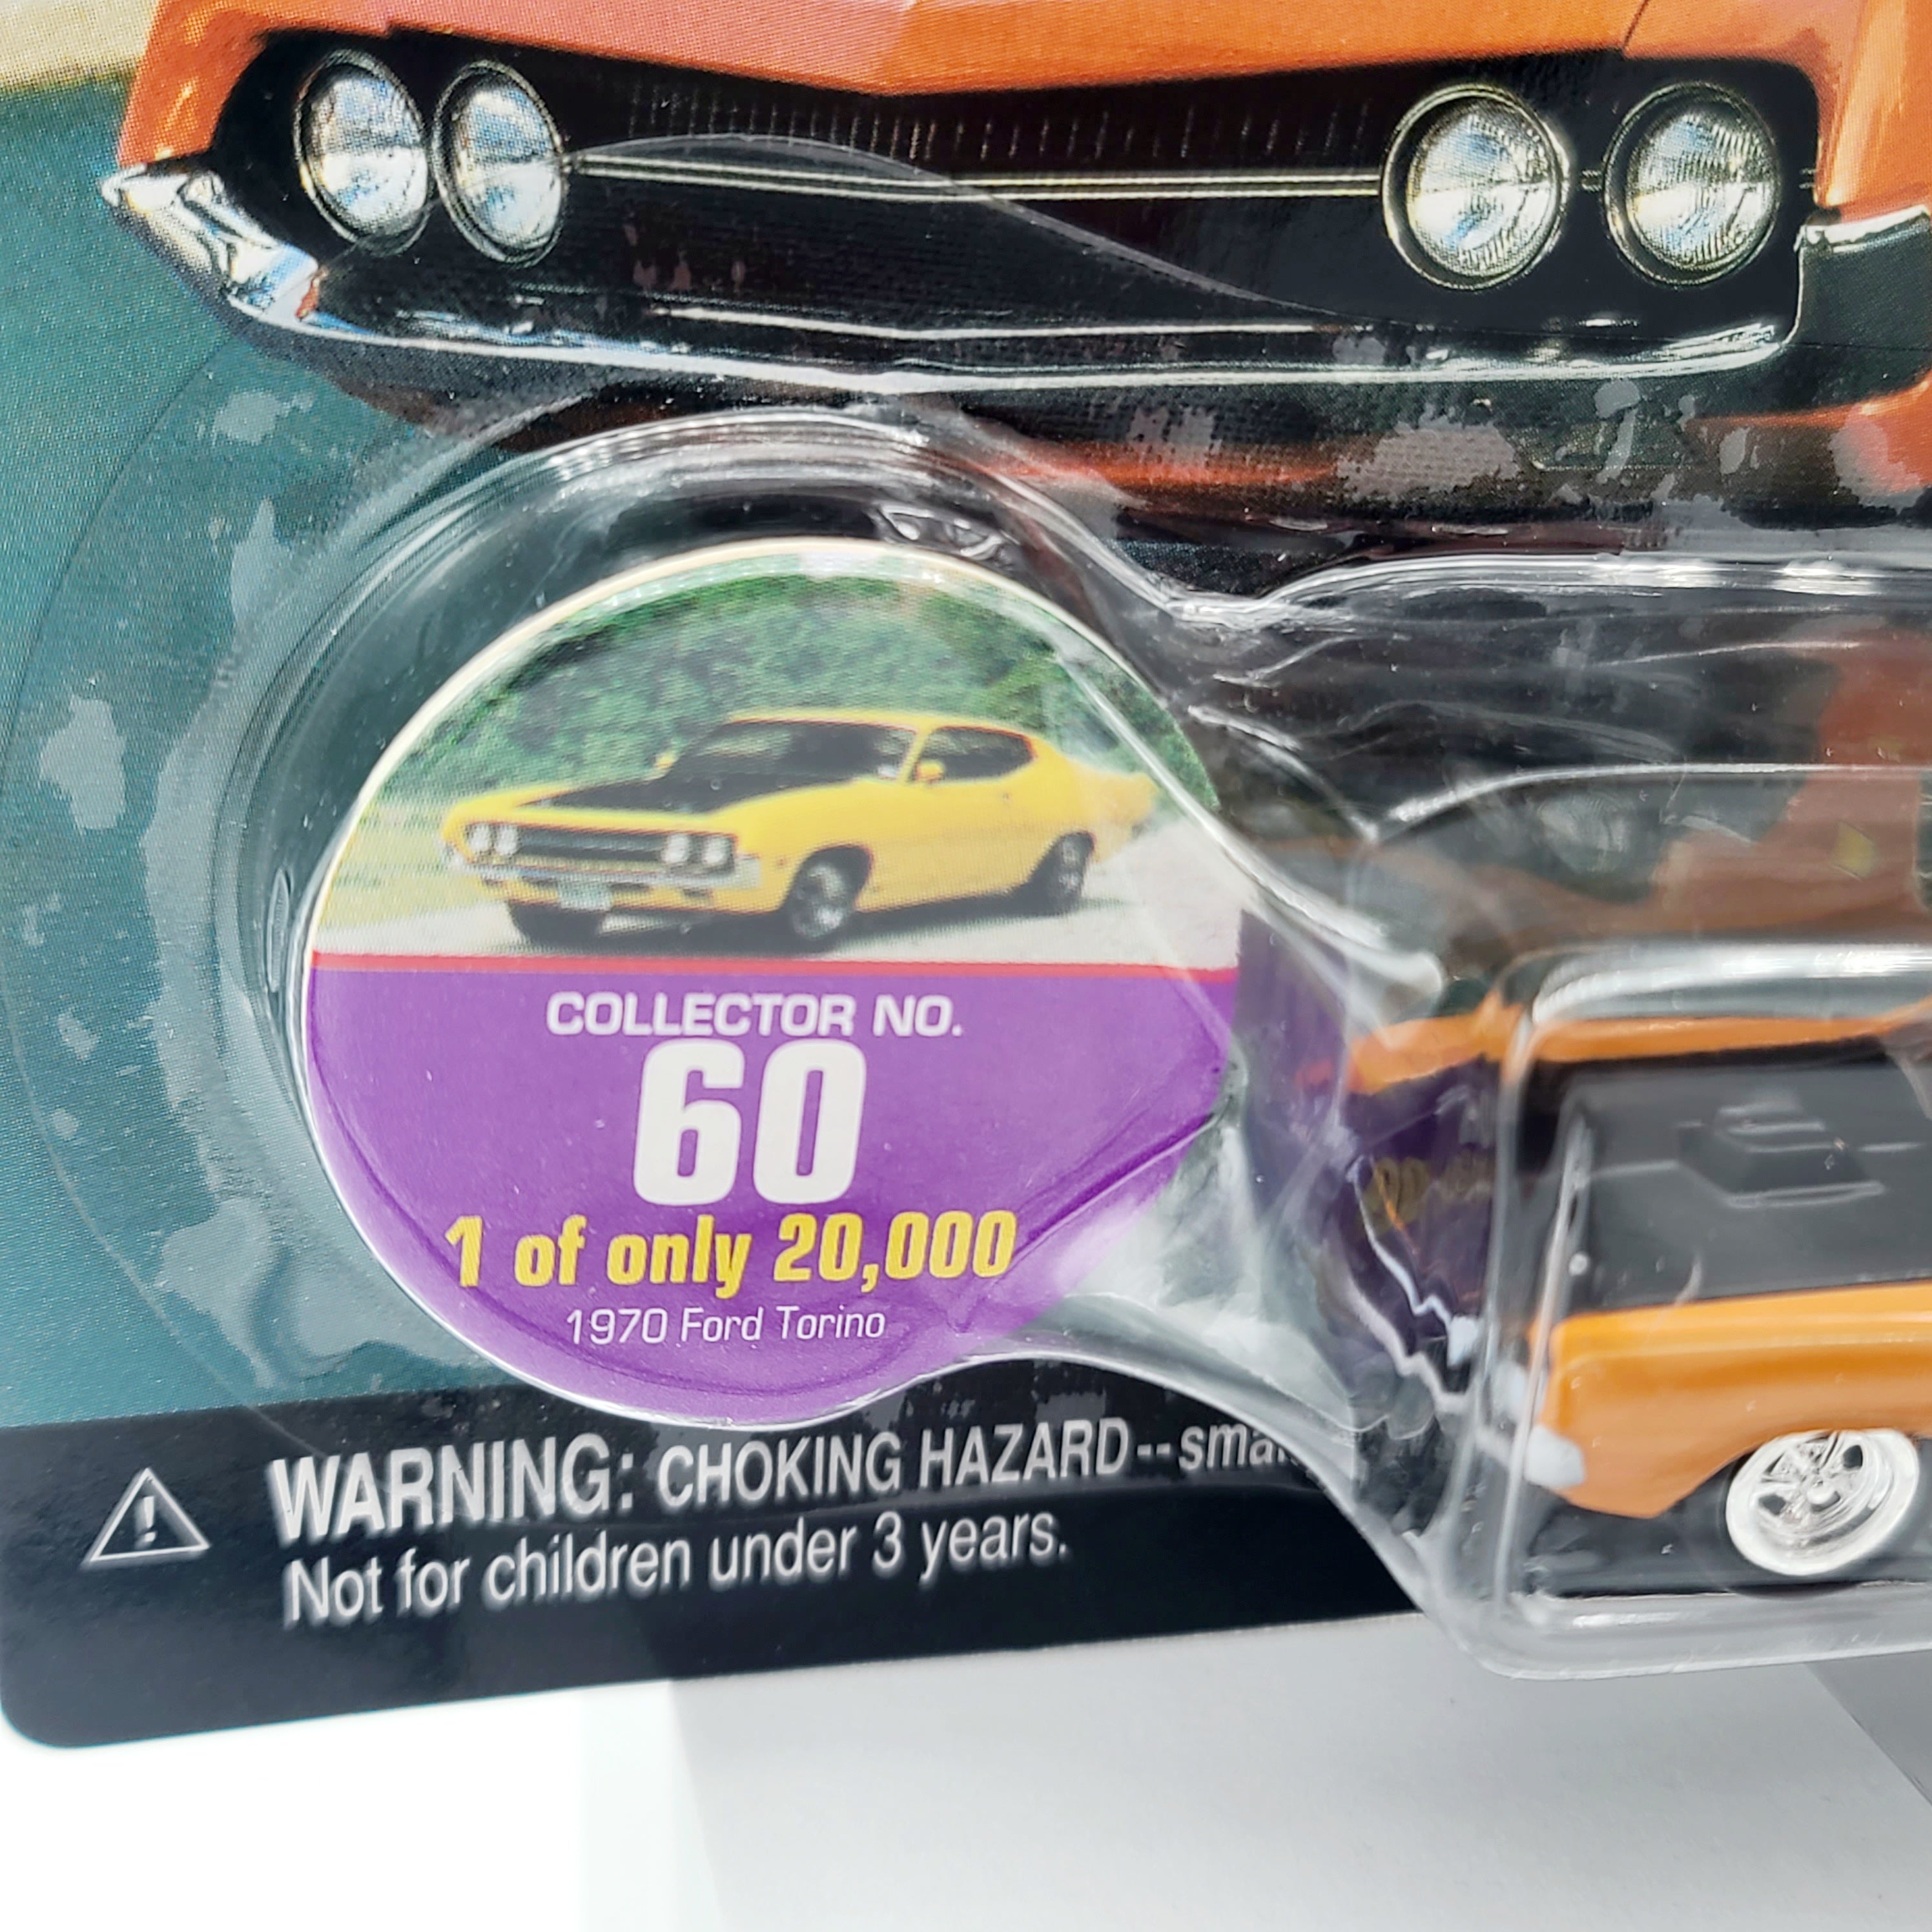 COLLECTOR NO.
60
1 of only 20,000
1970 Ford Torino
WARNING: CHOKING HAZARD--
Not for children under 3 years.